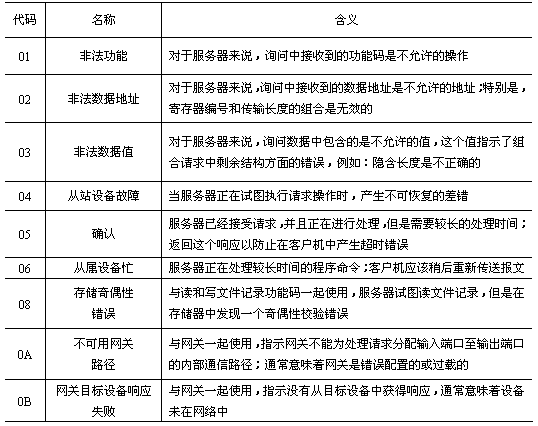 代码 名称 含义
01 非法功能 对于服务器来说,询问中接收到的功能码是不允许的操作
02 非法数据地址 对于服务器来说,询问中接收到的数据地址是不允许的地址;特别是,
寄存器编号和传输长度的组合是无效的
03 非法数据值 对于服务器来说,询问数据中包含的是不允许的值,这个值指示了组
合请求中剩余结构方面的错误,例如:隐含长度是不正确的
04 从站设备故障 当服务器正在试图执行请求操作时,产生不可恢复的差错
05 确认 服务器已经接受请求,并且正在进行处理,但是需要较长的处理时间;
返回这个响应以防止在客户机中产生超时错误
06 从属设备忙 服务器正在处理较长时间的程序命令;客户机应该稍后重新传送报文
08 存储奇偶性 与读和写文件记录功能码一起使用,服务器试图读文件记录,但是在
错误 存储器中发现一个奇偶性校验错误
0A 不可用网关 与网关一起使用,指示网关不能为处理请求分配输入端口至输出端口
路径 的内部通信路径;通常意味着网关是错误配置的或过载的
0B 网关目标设备响应 与网关一起使用,指示没有从目标设备中获得响应,通常意味着设备
失败 未在网络中